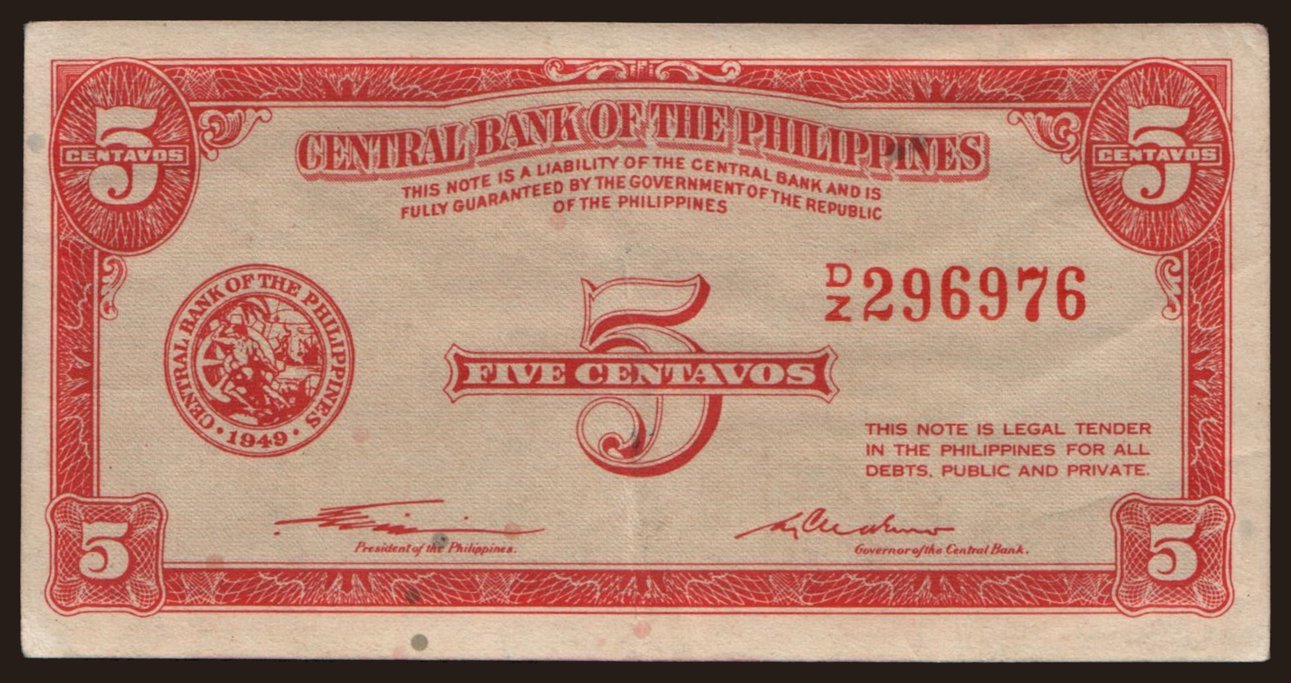 5
CENTAVOS
5
CENTAVOS
CENTRAL BANK OF THE PHILIPPINES
THIS NOTE IS A LIABILITY OF THE CENTRAL BANK AND IS
FULLY GUARANTEED BY THE GOVERNMENT OF THE REPUBLIC
OF THE PHILIPPINES
D/N 296976
CENTRAL BANK OF THE PHILIPPINES
· 1949 ·
5
FIVE CENTAVOS
THIS NOTE IS LEGAL TENDER
IN THE PHILIPPINES FOR ALL
DEBTS, PUBLIC AND PRIVATE.
President of the Philippines.
Governor of the Central Bank.
5
5